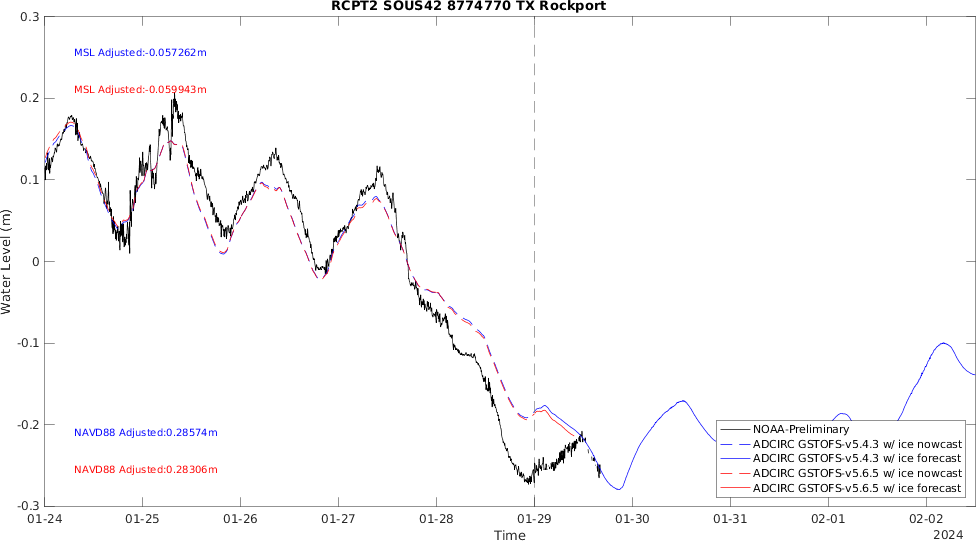 RCPT2 SOUS42 8774770 TX Rockport
0.3
MSL Adjusted:-0.057262m
MSL Adjusted:-0.059943m
0.2
0.1
Water Level (m)
0
-0.1
-0.2
NAVD88 Adjusted:0.28574m
NAVD88 Adjusted:0.28306m
-0.3
NOAA-Preliminary
ADCIRC GSTOFS-v5.4.3 w/ ice nowcast
ADCIRC GSTOFS-v5.4.3 w/ ice forecast
ADCIRC GSTOFS-v5.6.5 w/ ice nowcast
ADCIRC GSTOFS-v5.6.5 w/ ice forecast
01-24 01-25 01-26 01-27 01-28 01-29 01-30 01-31 02-01 02-02
Time
2024